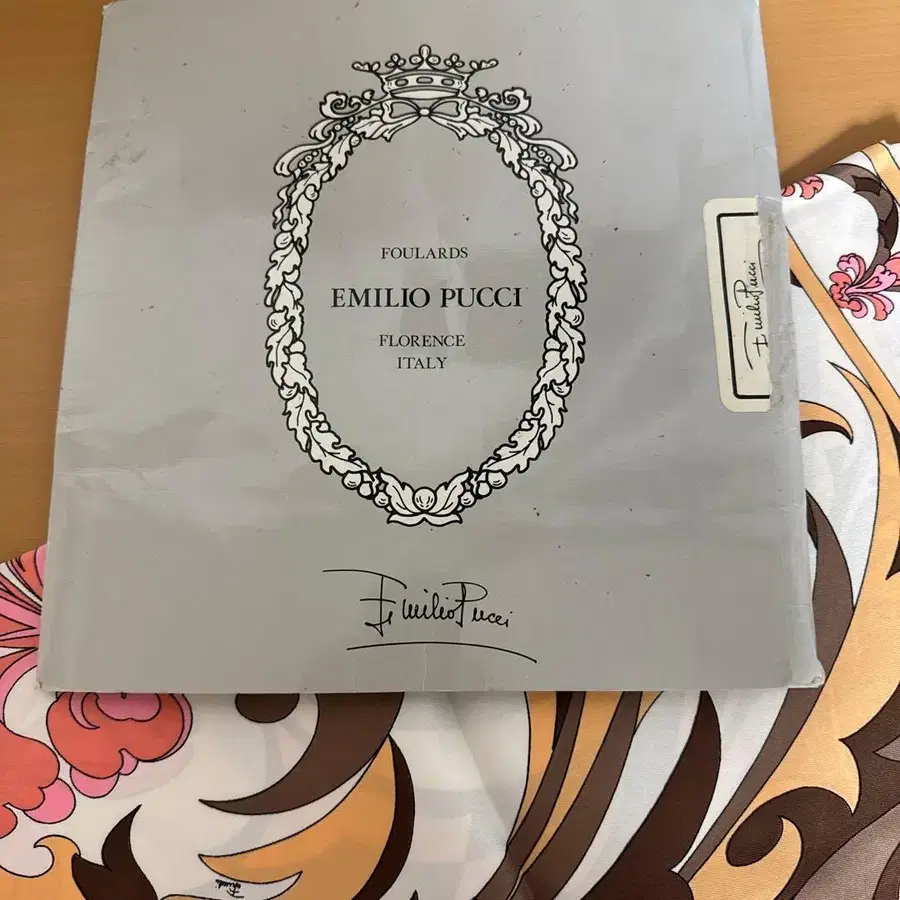 FOULARDS
EMILIO PUCCI
FLORENCE
ITALY
Emilio Pucci
Emilio Pucci